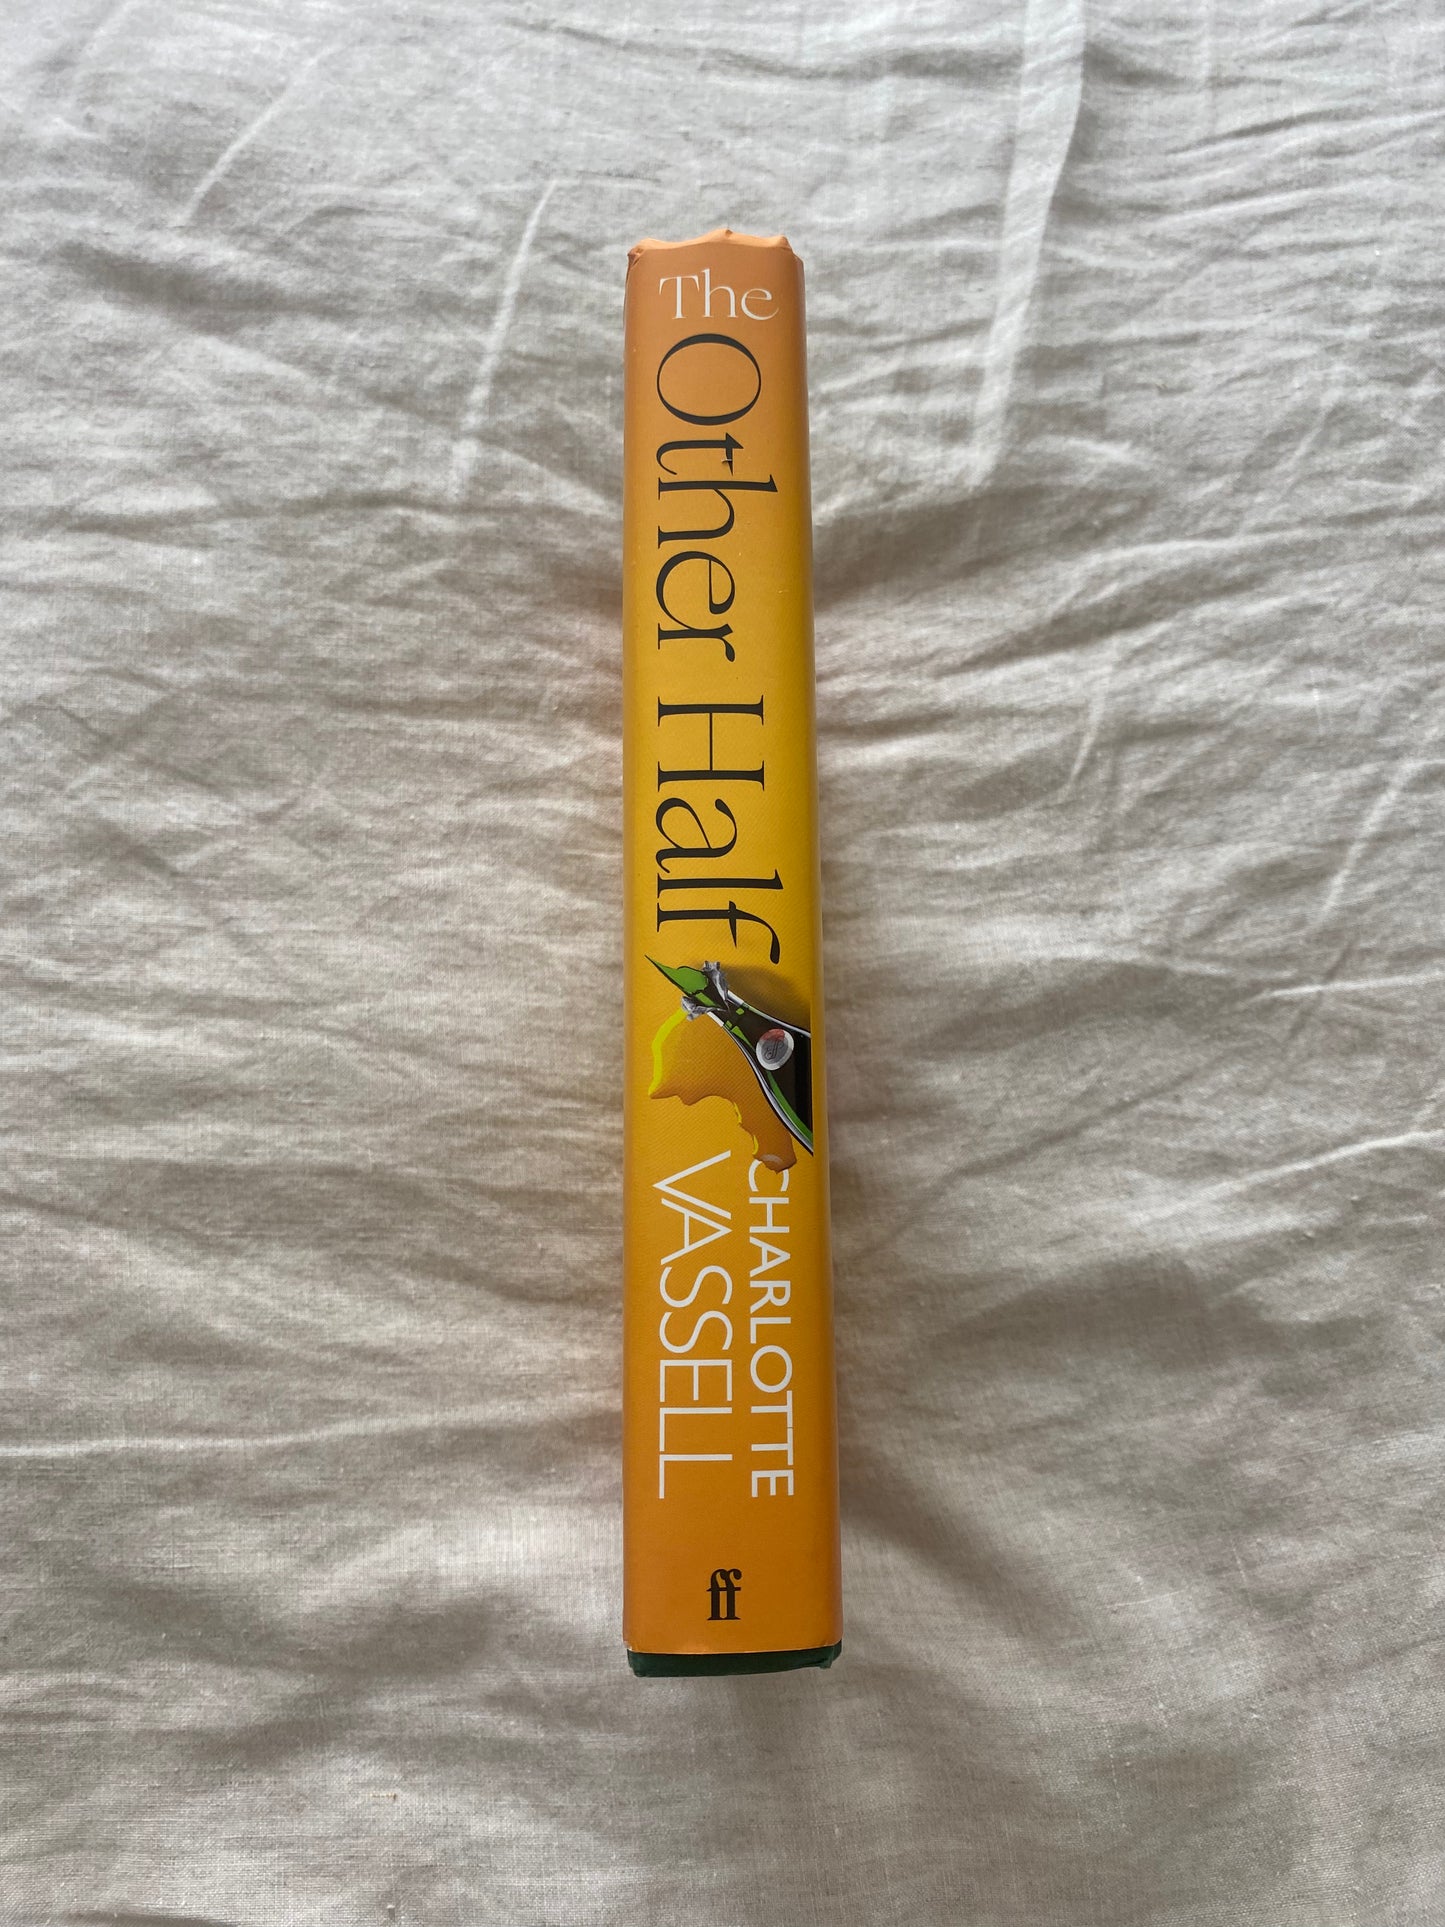 The
Other Half
CHARLOTTE
VASSELL
ff